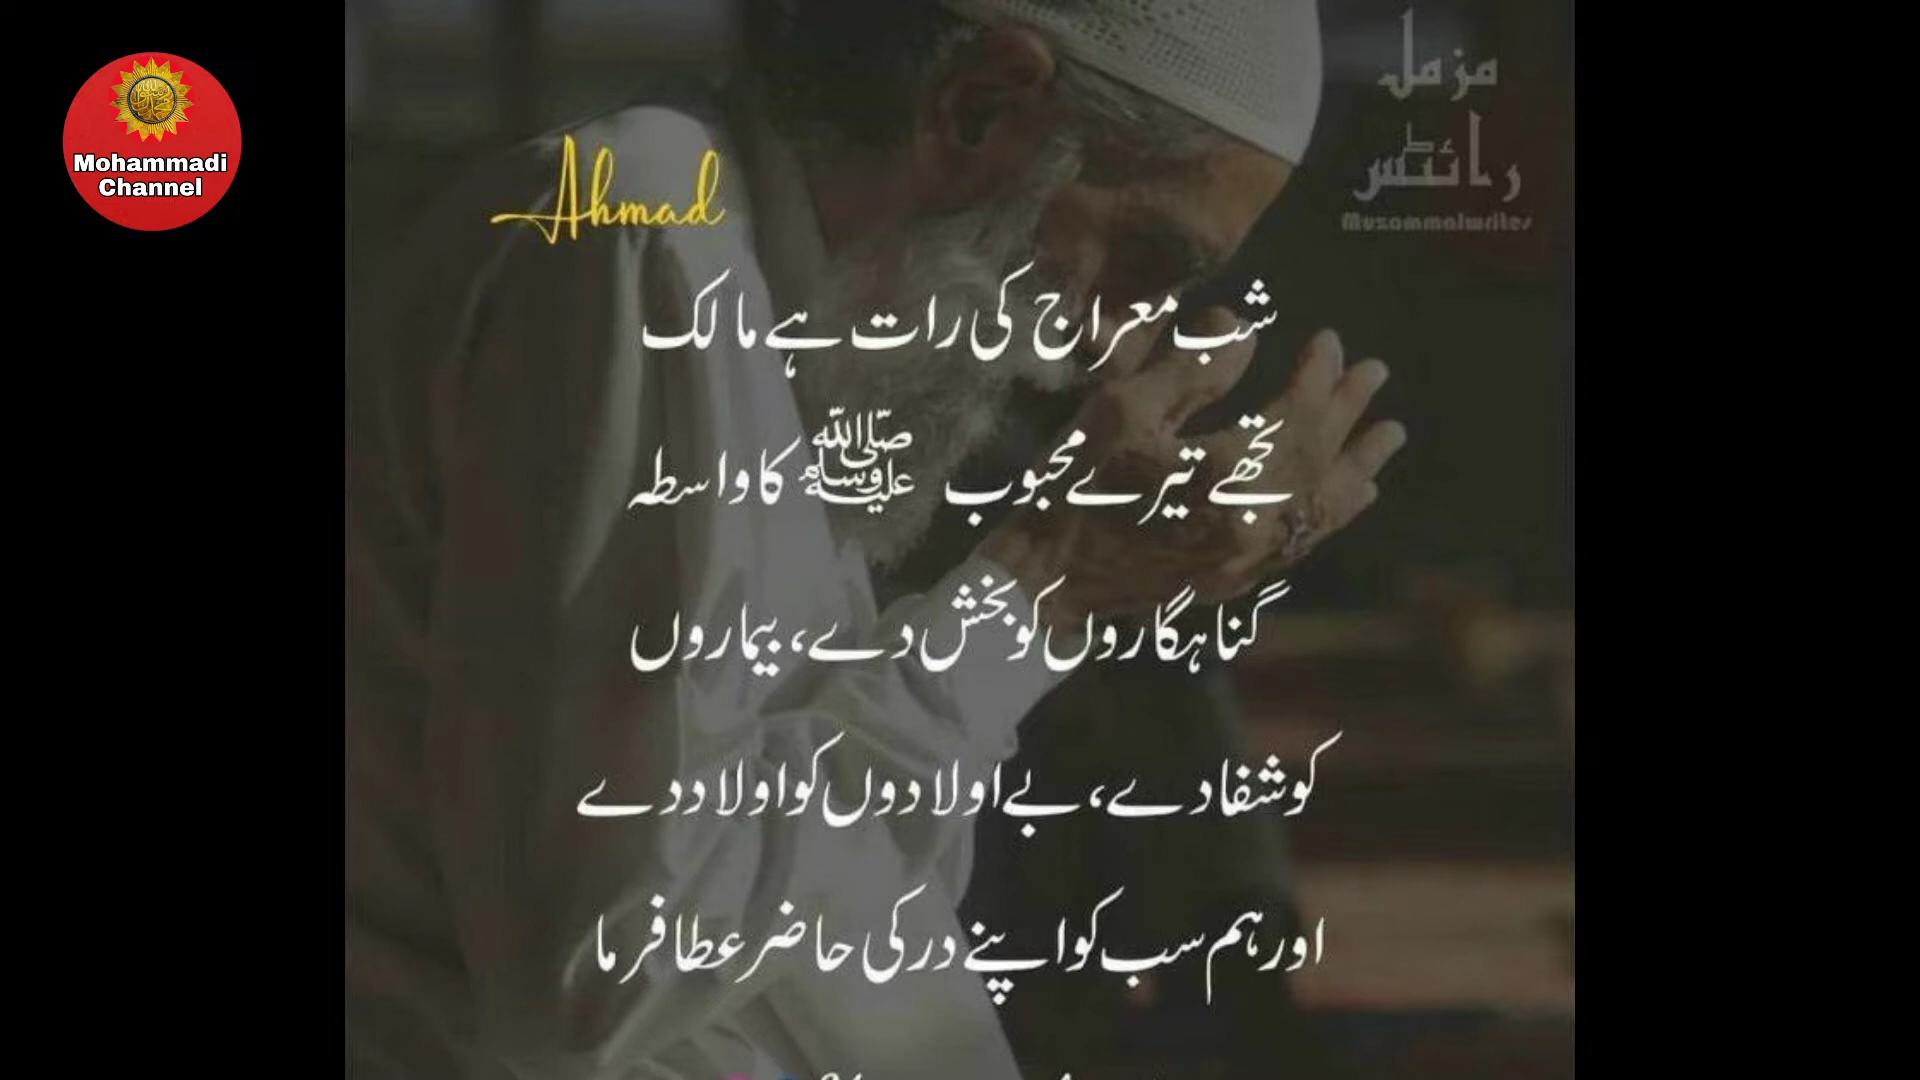 Mohammadi
Channel
Ahmad
مزمل
رائٹس
Muzammalwrites
شب معراج کی رات ہے مالک
تجھے تیرے محبوب ﷺ کا واسطہ
گناہگاروں کو بخش دے، بیماروں
کو شفا دے، بے اولادوں کو اولاد دے
اور ہم سب کو اپنے در کی حاضر عطا فرما